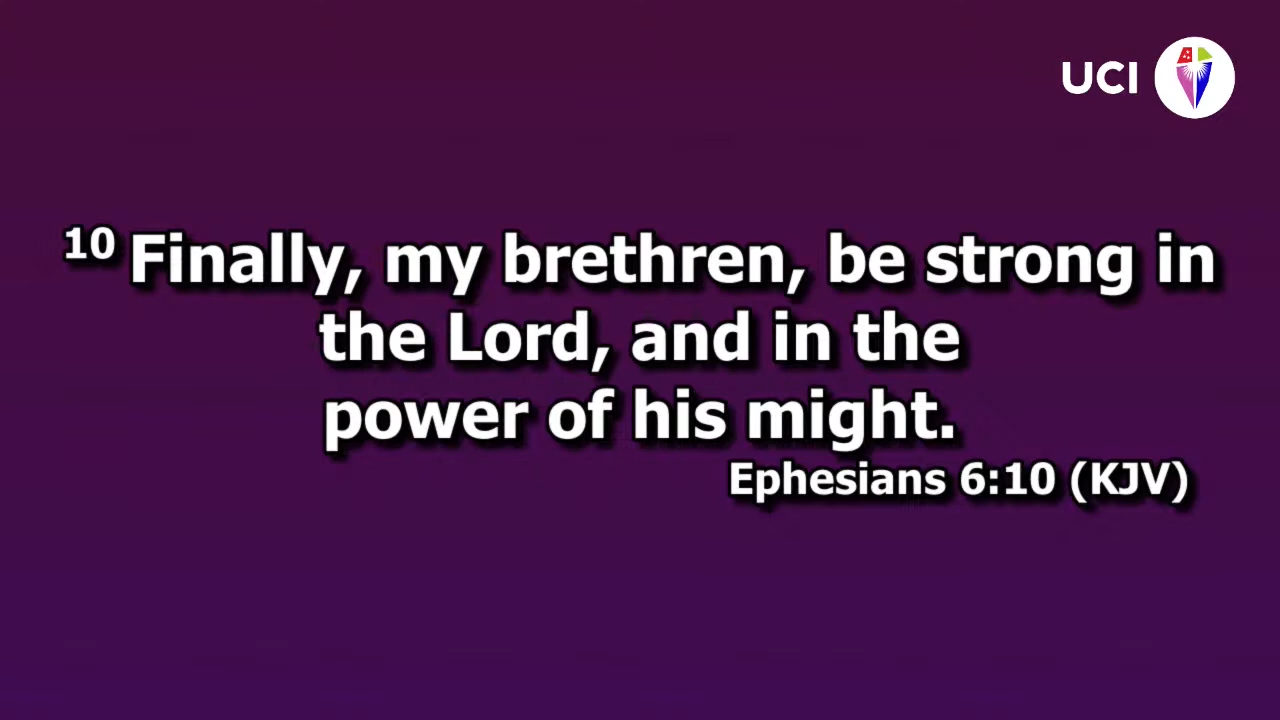 UCI
10 Finally, my brethren, be strong in
the Lord, and in the
power of his might.
Ephesians 6:10 (KJV)